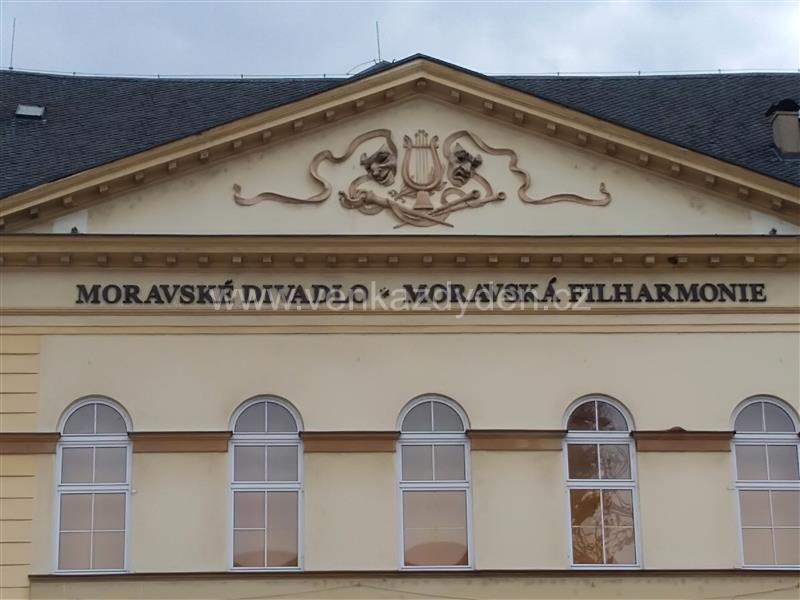 MORAVSKÉ DIVADLO • MORAVSKÁ FILHARMONIE
www.venkazdyden.cz